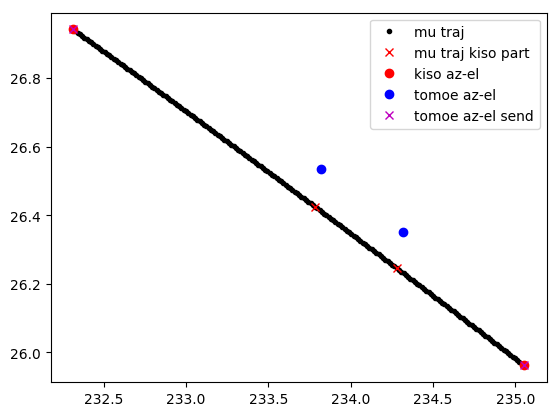 mu traj
mu traj kiso part
kiso az-el
tomoe az-el
tomoe az-el send
26.8
26.6
26.4
26.2
26.0
232.5 233.0 233.5 234.0 234.5 235.0